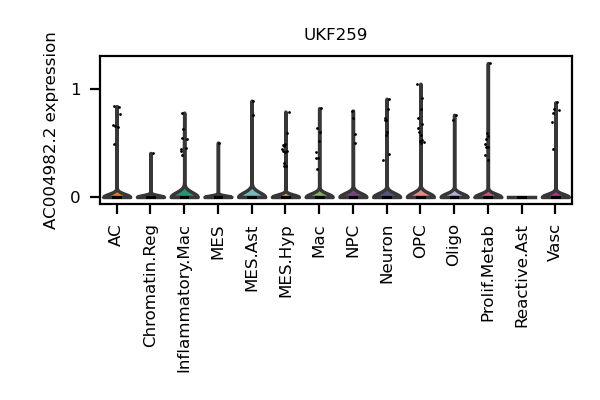 UKF259
AC004982.2 expression
1
0
AC
Chromatin.Reg
Inflammatory.Mac
MES
MES.Ast
MES.Hyp
Mac
NPC
Neuron
OPC
Oligo
Prolif.Metab
Reactive.Ast
Vasc